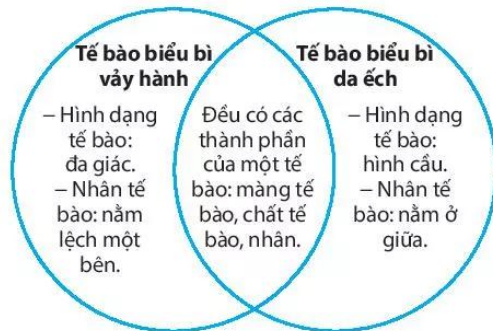 Tế bào biểu bì
vảy hành
– Hình dạng
tế bào:
đa giác.
– Nhân tế
bào: nằm
lệch một
bên.
Đều có các
thành phần
của một tế
bào: màng tế
bào, chất tế
bào, nhân.
Tế bào biểu bì
da ếch
– Hình dạng
tế bào:
hình cầu.
– Nhân tế
bào: nằm ở
giữa.